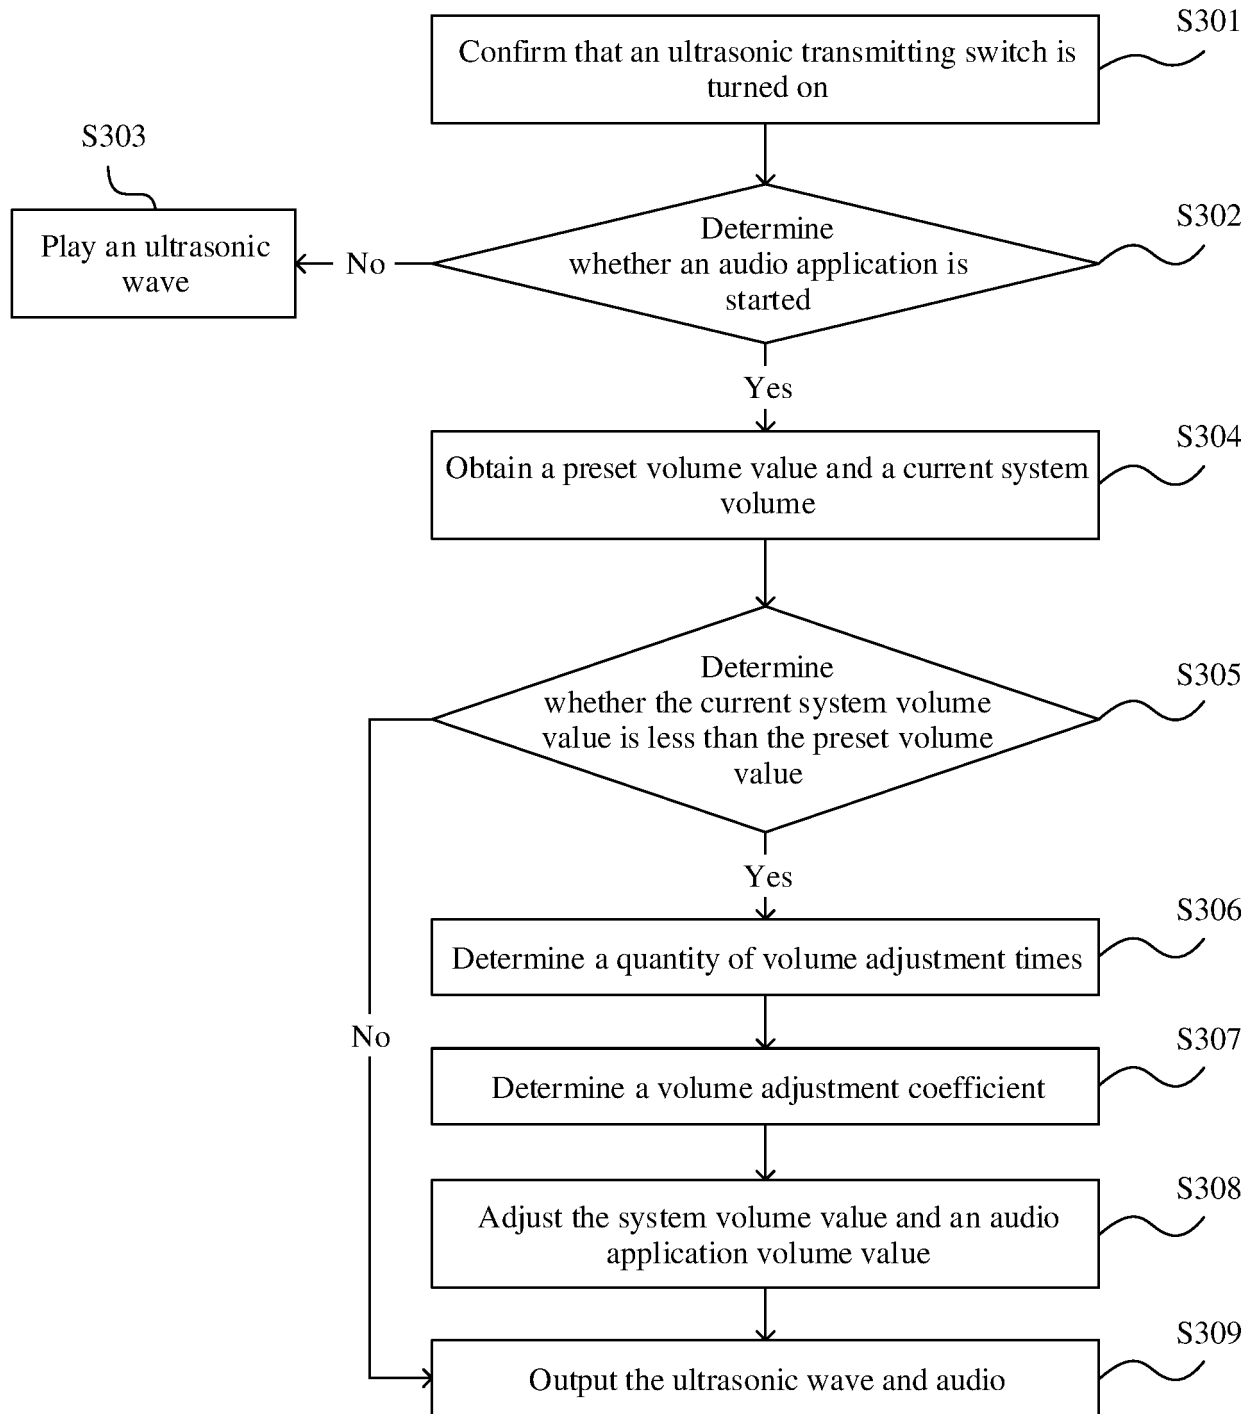 S301
Confirm that an ultrasonic transmitting switch is
turned on
S303
S302
Determine
whether an audio application is
started
Play an ultrasonic
wave
No
Yes
S304
Obtain a preset volume value and a current system
volume
S305
Determine
whether the current system volume
value is less than the preset volume
value
Yes
S306
Determine a quantity of volume adjustment times
No
S307
Determine a volume adjustment coefficient
S308
Adjust the system volume value and an audio
application volume value
S309
Output the ultrasonic wave and audio